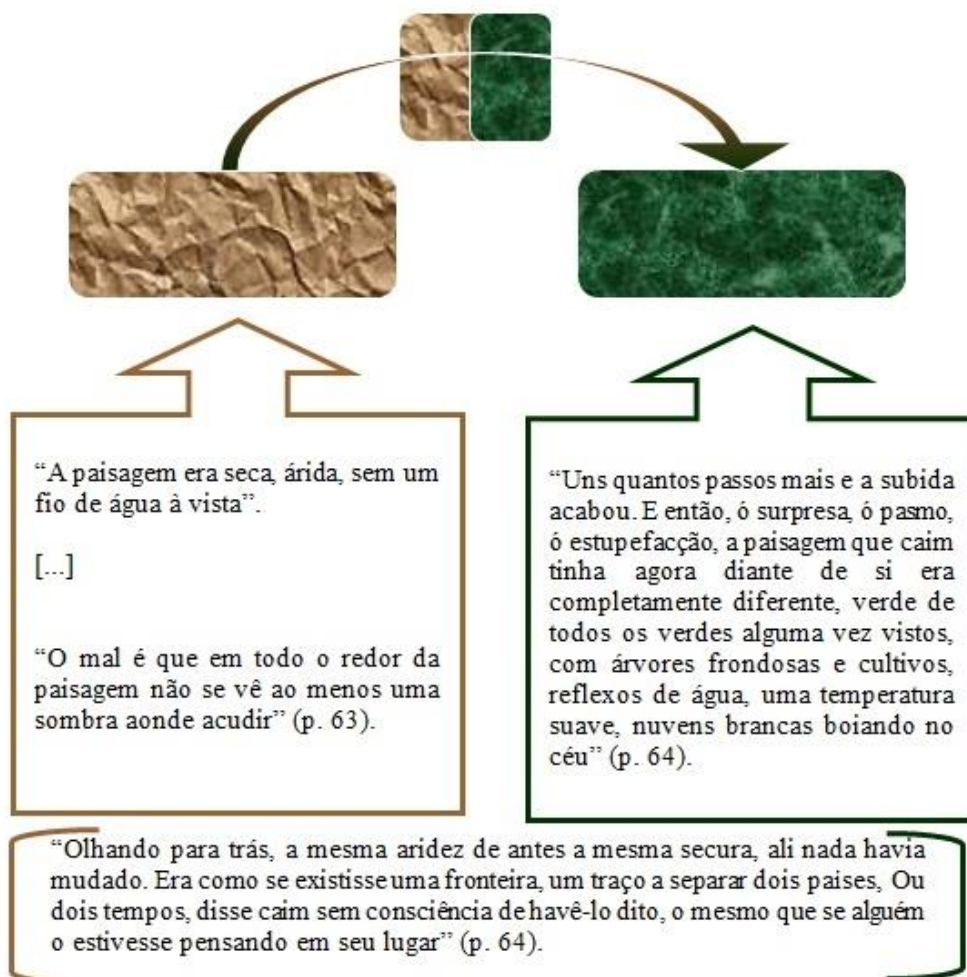 “A paisagem era seca, árida, sem um
fio de água à vista”.
[...]
“O mal é que em todo o redor da
paisagem não se vê ao menos uma
sombra aonde acudir” (p. 63).
“Uns quantos passos mais e a subida
acabou. E então, ó surpresa, ó pasmo,
ó estupefacção, a paisagem que caim
tinha agora diante de si era
completamente diferente, verde de
todos os verdes alguma vez vistos,
com árvores frondosas e cultivos,
reflexos de água, uma temperatura
suave, nuvens brancas boiando no
céu” (p. 64).
“Olhando para trás, a mesma aridez de antes a mesma secura, ali nada havia
mudado. Era como se existisse uma fronteira, um traço a separar dois países, Ou
dois tempos, disse caim sem consciência de havê-lo dito, o mesmo que se alguém
o estivesse pensando em seu lugar” (p. 64).